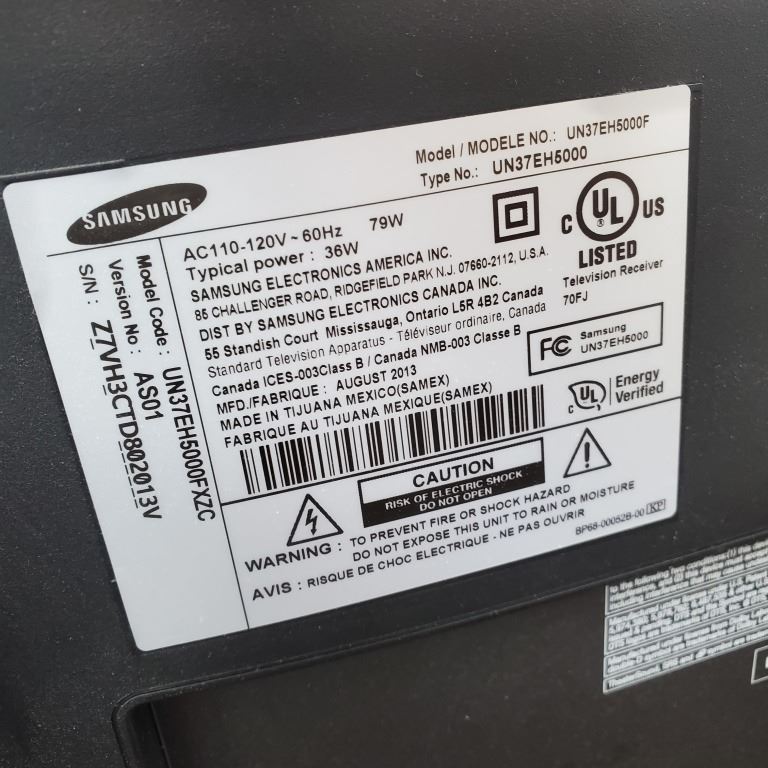 Model / MODELE NO.: UN37EH5000F
Type No.: UN37EH5000
SAMSUNG
AC110-120V ~ 60Hz 79W
Typical power : 36W
SAMSUNG ELECTRONICS AMERICA INC.
85 CHALLENGER ROAD, RIDGEFIELD PARK N.J. 07660-2112, U.S.A.
DIST BY SAMSUNG ELECTRONICS CANADA INC.
55 Standish Court Mississauga, Ontario L5R 4B2 Canada
Standard Television Apparatus - Téléviseur ordinaire, Canada
Canada ICES-003Class B / Canada NMB-003 Classe B
MFD./FABRIQUE : AUGUST 2013
MADE IN TIJUANA MEXICO(SAMEX)
FABRIQUE AU TIJUANA MEXIQUE(SAMEX)
C UL US
®
LISTED
Television Receiver
70FJ
FC Samsung
UN37EH5000
C UL Energy
Verified
Model Code : UN37EH5000FXZC
Version No : AS01
S/N : Z7VH3CTD802013V
CAUTION
RISK OF ELECTRIC SHOCK
DO NOT OPEN
WARNING : TO PREVENT FIRE OR SHOCK HAZARD
DO NOT EXPOSE THIS UNIT TO RAIN OR MOISTURE
AVIS : RISQUE DE CHOC ELECTRIQUE - NE PAS OUVRIR
BP68-00052B-00 KP